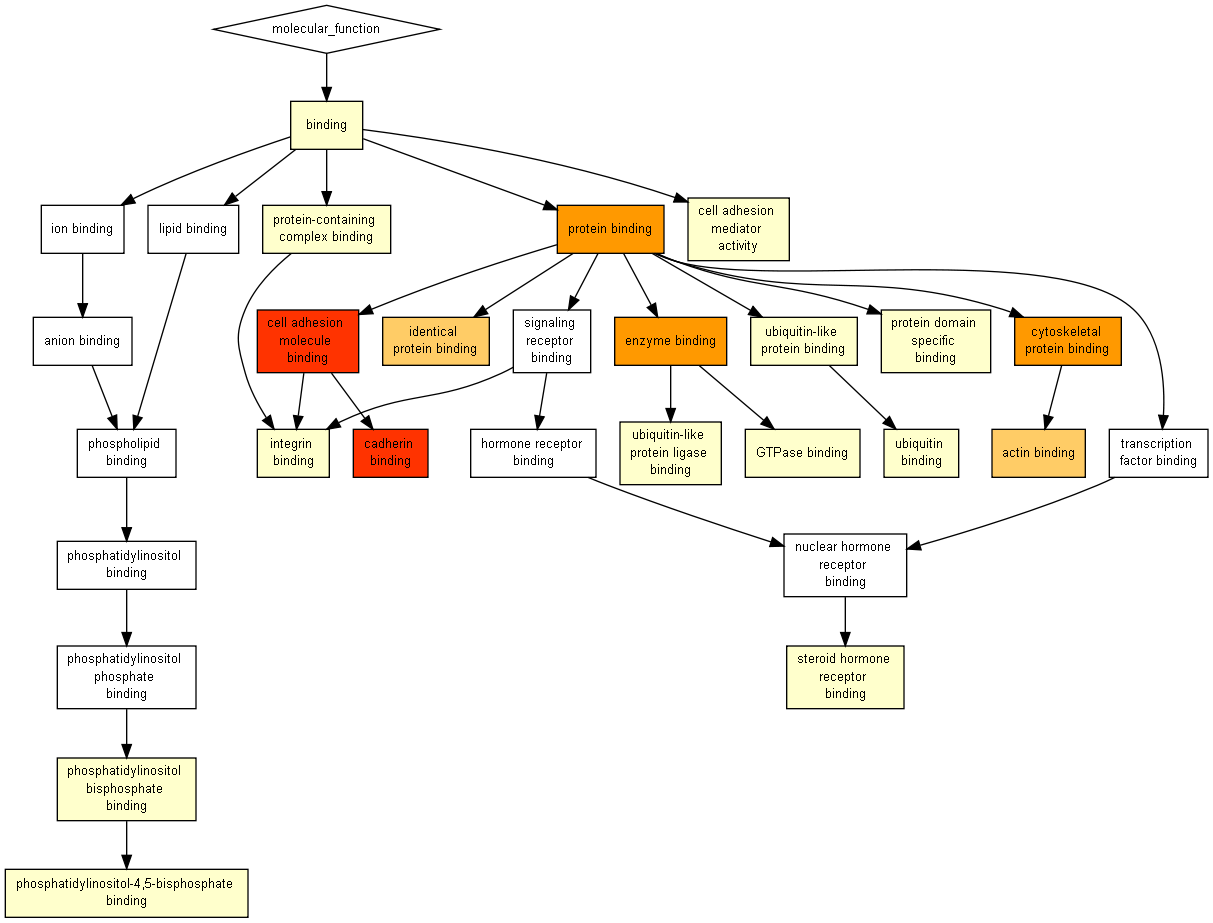 molecular_function
binding
ion binding
lipid binding
protein-containing
complex binding
protein binding
cell adhesion
mediator
activity
anion binding
cell adhesion
molecule
binding
identical
protein binding
signaling
receptor
binding
enzyme binding
ubiquitin-like
protein binding
protein domain
specific
binding
cytoskeletal
protein binding
phospholipid
binding
integrin
binding
cadherin
binding
hormone receptor
binding
ubiquitin-like
protein ligase
binding
GTPase binding
ubiquitin
binding
actin binding
transcription
factor binding
phosphatidylinositol
binding
nuclear hormone
receptor
binding
phosphatidylinositol
phosphate
binding
steroid hormone
receptor
binding
phosphatidylinositol
bisphosphate
binding
phosphatidylinositol-4,5-bisphosphate
binding